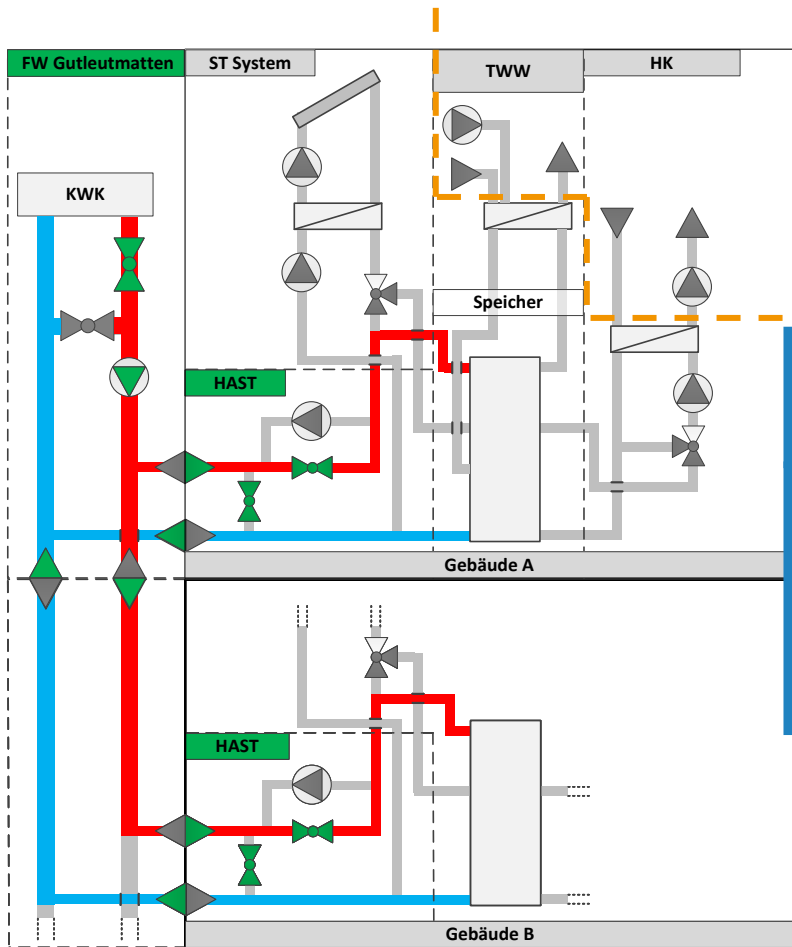 FW Gutleutmatten
ST System
TWW
HK
KWK
Speicher
HAST
Gebäude A
HAST
Gebäude B